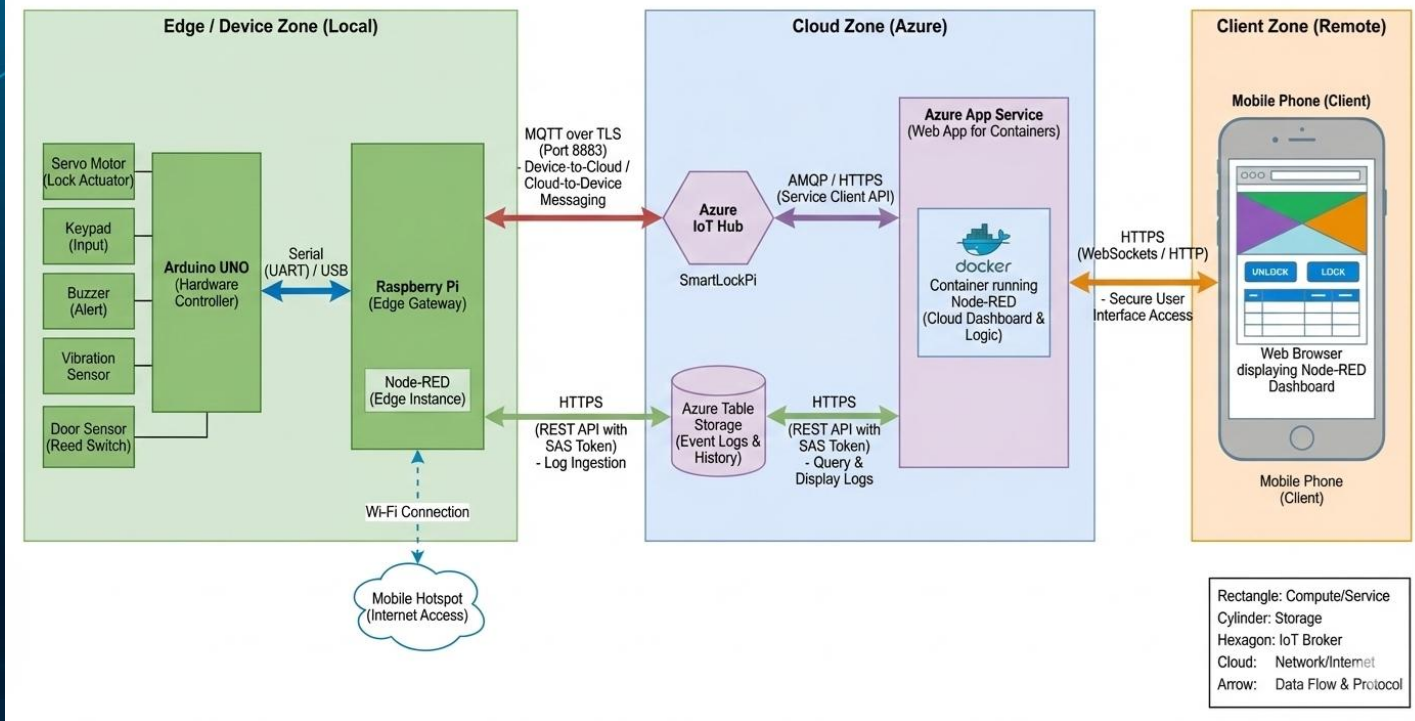 Edge / Device Zone (Local)
Servo Motor
(Lock Actuator)
Keypad
(Input)
Buzzer
(Alert)
Vibration
Sensor
Door Sensor
(Reed Switch)
Arduino UNO
(Hardware
Controller)
Serial
(UART) / USB
Raspberry Pi
(Edge Gateway)
Node-RED
(Edge Instance)
Wi-Fi Connection
Mobile Hotspot
(Internet Access)
MQTT over TLS
(Port 8883)
- Device-to-Cloud /
Cloud-to-Device
Messaging
HTTPS
(REST API with
SAS Token)
- Log Ingestion
Cloud Zone (Azure)
Azure
IoT Hub
SmartLockPi
AMQP / HTTPS
(Service Client API)
Azure Table
Storage
(Event Logs &
History)
HTTPS
(REST API with
SAS Token)
- Query &
Display Logs
Azure App Service
(Web App for Containers)
docker
Container running
Node-RED
(Cloud Dashboard &
Logic)
HTTPS
(WebSockets / HTTP)
- Secure User
Interface Access
Client Zone (Remote)
Mobile Phone (Client)
UNLOCK
LOCK
Web Browser
displaying Node-RED
Dashboard
Mobile Phone
(Client)
Rectangle: Compute/Service
Cylinder: Storage
Hexagon: IoT Broker
Cloud: Network/Internet
Arrow: Data Flow & Protocol